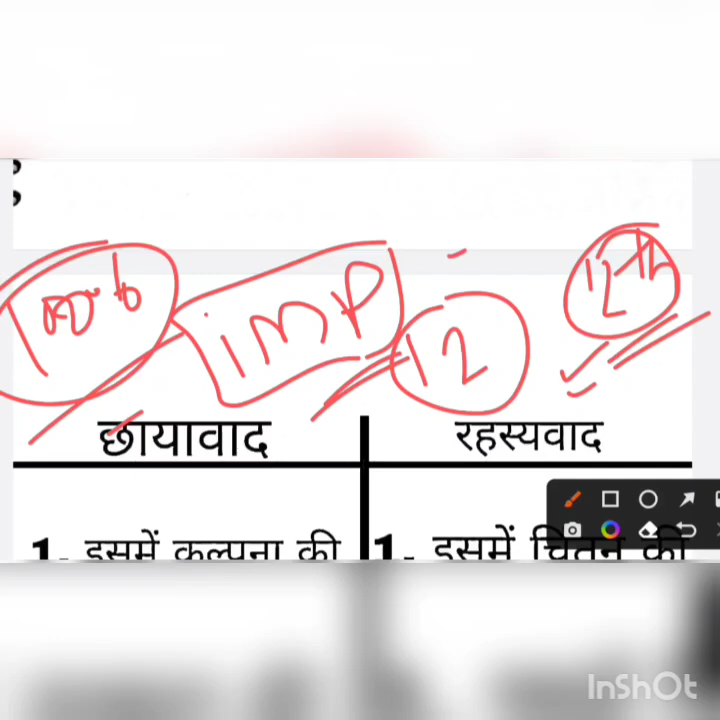 100%
imp
12
12th
छायावाद रहस्यवाद
1- इसमें कल्पना की 1- इसमें चिंतन की
InShOt